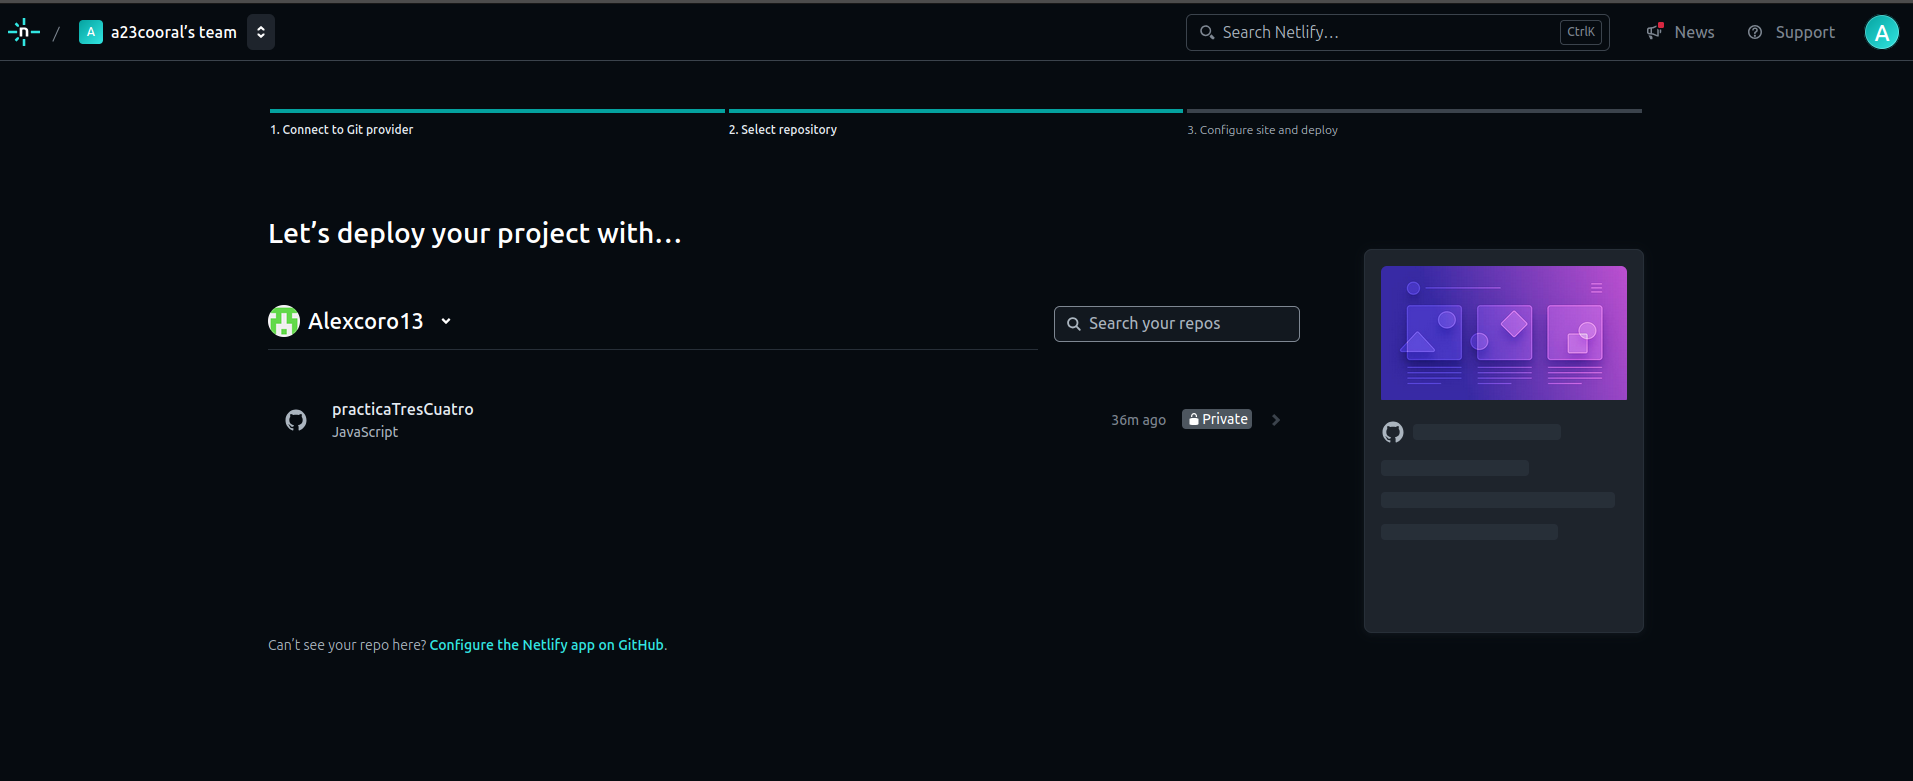 n / A a23cooral's team
Search Netlify... CtrlK
News
Support
A
1. Connect to Git provider
2. Select repository
3. Configure site and deploy
Let's deploy your project with...
Alexcoro13
Search your repos
practicaTresCuatro
JavaScript
36m ago
Private
Can't see your repo here? Configure the Netlify app on GitHub.